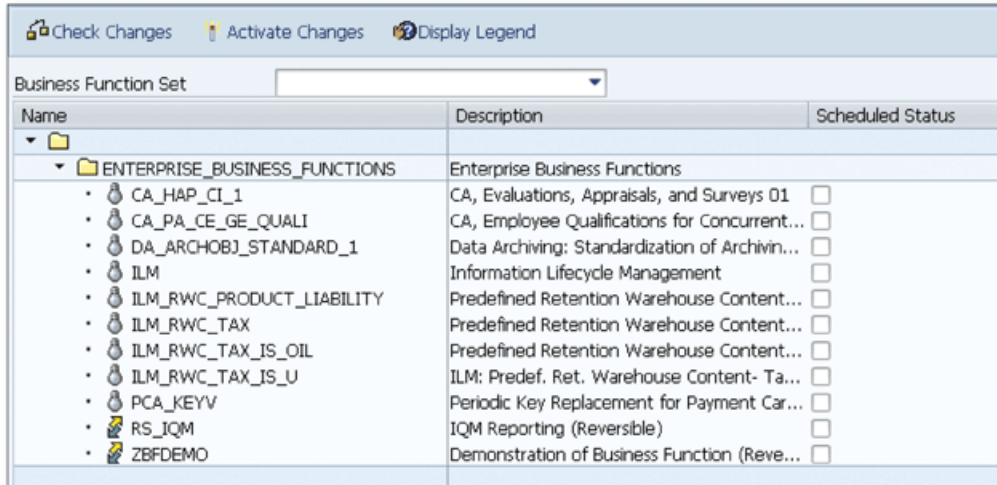 Check Changes Activate Changes Display Legend
Business Function Set
Name Description Scheduled Status
ENTERPRISE_BUSINESS_FUNCTIONS Enterprise Business Functions
CA_HAP_CI_1 CA, Evaluations, Appraisals, and Surveys 01
CA_PA_CE_GE_QUALI CA, Employee Qualifications for Concurrent...
DA_ARCHOBJ_STANDARD_1 Data Archiving: Standardization of Archivin...
ILM Information Lifecycle Management
ILM_RWC_PRODUCT_LIABILITY Predefined Retention Warehouse Content...
ILM_RWC_TAX Predefined Retention Warehouse Content...
ILM_RWC_TAX_IS_OIL Predefined Retention Warehouse Content...
ILM_RWC_TAX_IS_U ILM: Predef. Ret. Warehouse Content- Ta...
PCA_KEYV Periodic Key Replacement for Payment Car...
RS_IQM IQM Reporting (Reversible)
ZBFDEMO Demonstration of Business Function (Reve...